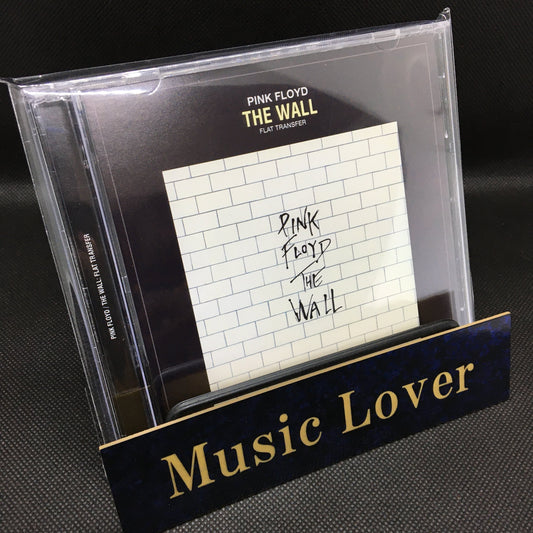 PINK FLOYD
THE WALL
FLAT TRANSFER
PINK
FLOYD
THE
WALL
PINK FLOYD / THE WALL: FLAT TRANSFER
Music Lover